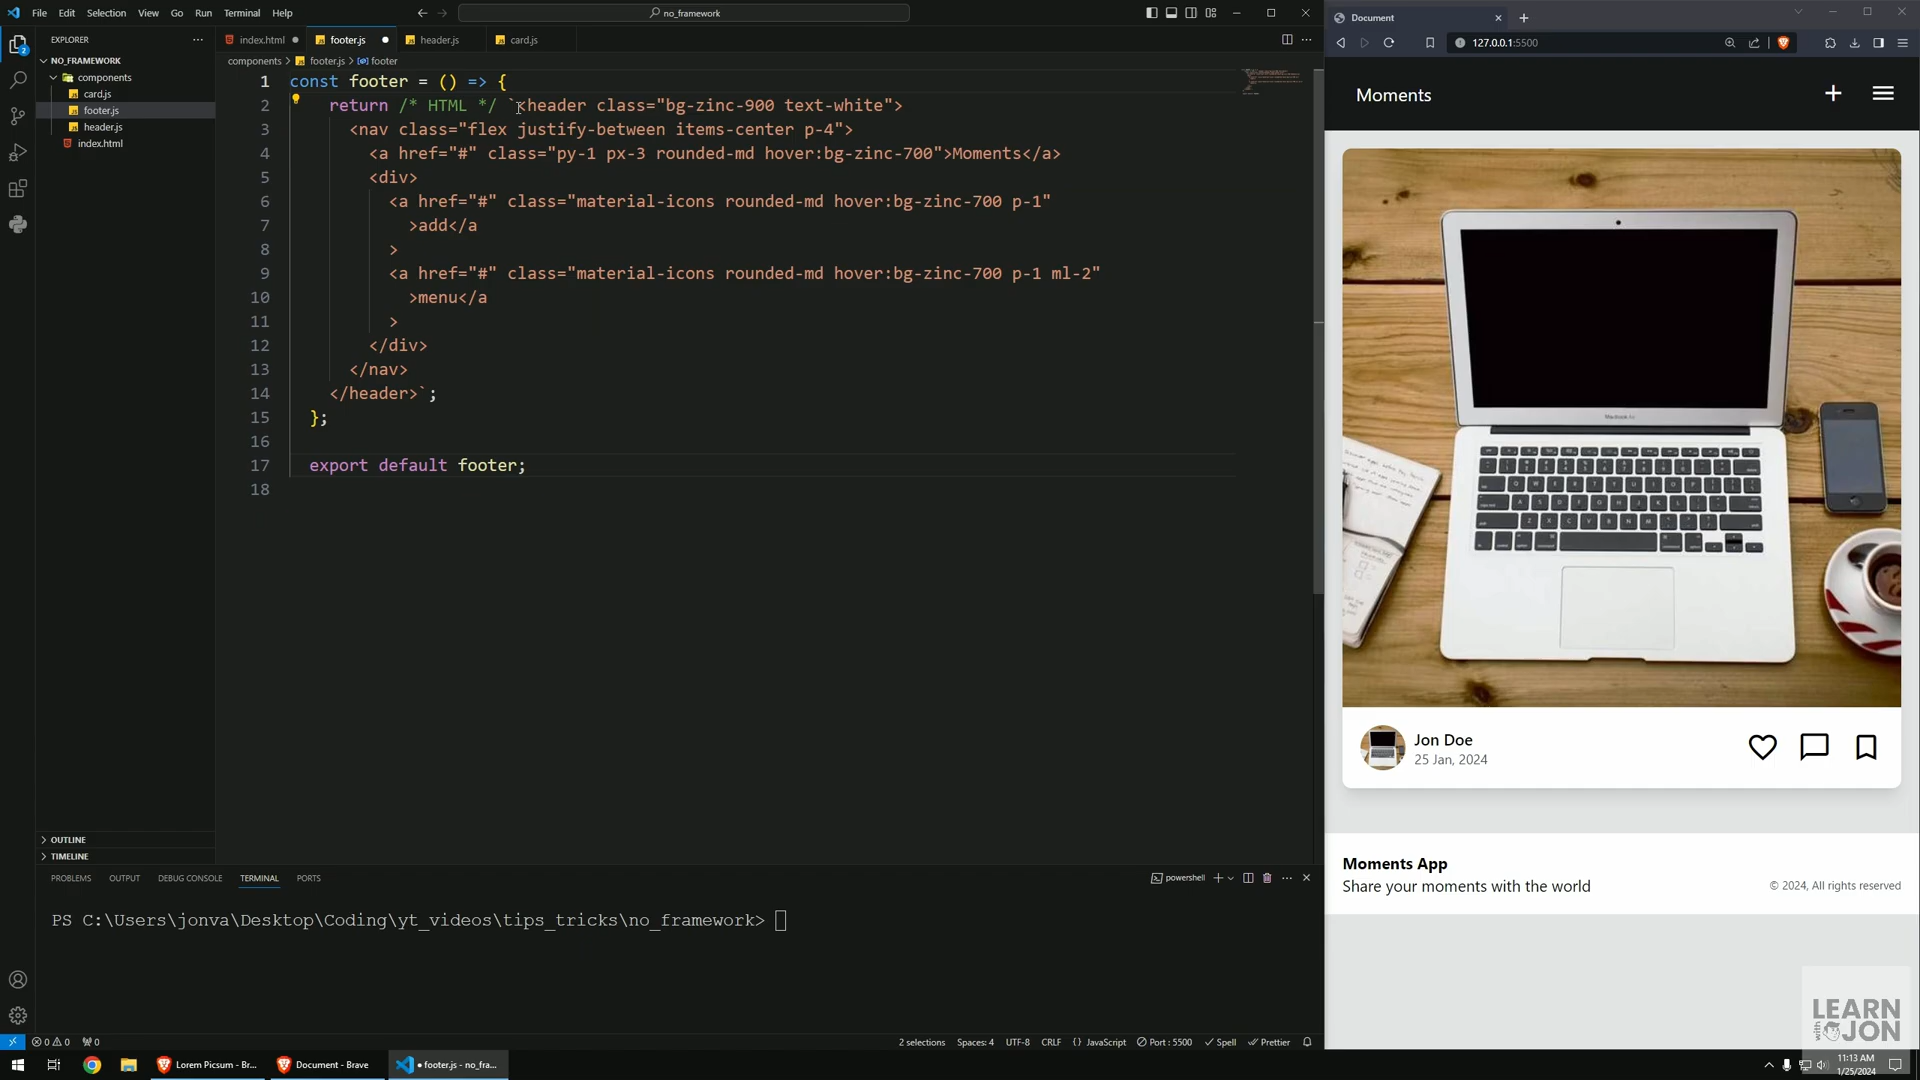 File Edit Selection View Go Run Terminal Help
no_framework
Document
127.0.0.1:5500
EXPLORER
NO_FRAMEWORK
components
card.js
footer.js
header.js
index.html
2
OUTLINE
TIMELINE
index.html
footer.js
header.js
card.js
components > footer.js > footer
1 const footer = () => {
2 return /* HTML */ `<header class="bg-zinc-900 text-white">
3 <nav class="flex justify-between items-center p-4">
4 <a href="#" class="py-1 px-3 rounded-md hover:bg-zinc-700">Moments</a>
5 <div>
6 <a href="#" class="material-icons rounded-md hover:bg-zinc-700 p-1"
7 >add</a
8 >
9 <a href="#" class="material-icons rounded-md hover:bg-zinc-700 p-1 ml-2"
10 >menu</a
11 >
12 </div>
13 </nav>
14 </header>`;
15 };
16
17 export default footer;
18
PROBLEMS OUTPUT DEBUG CONSOLE TERMINAL PORTS
powershell
PS C:\Users\jonva\Desktop\Coding\yt_videos\tips_tricks\no_framework>
0 0 0
2 selections Spaces: 4 UTF-8 CRLF {} JavaScript Port : 5500 Spell Prettier
Moments
Jon Doe
25 Jan, 2024
Moments App
Share your moments with the world
© 2024, All rights reserved
LEARN
with
JON
Lorem Picsum - Br...
Document - Brave
● footer.js - no_fra...
11:13 AM
1/25/2024